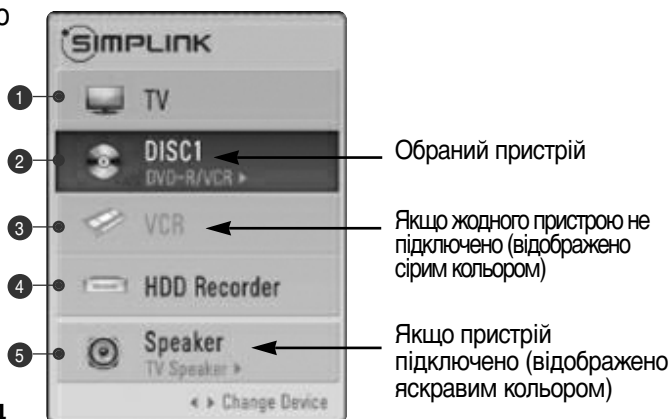 SIMPLINK
1 TV
2 DISC1
DVD-R/VCR ▸
Обраний пристрій
3 VCR
Якщо жодного пристрою не
підключено (відображено
сірим кольором)
4 HDD Recorder
5 Speaker
TV Speaker ▸
Якщо пристрій
підключено (відображено
яскравим кольором)
◂ ▸ Change Device